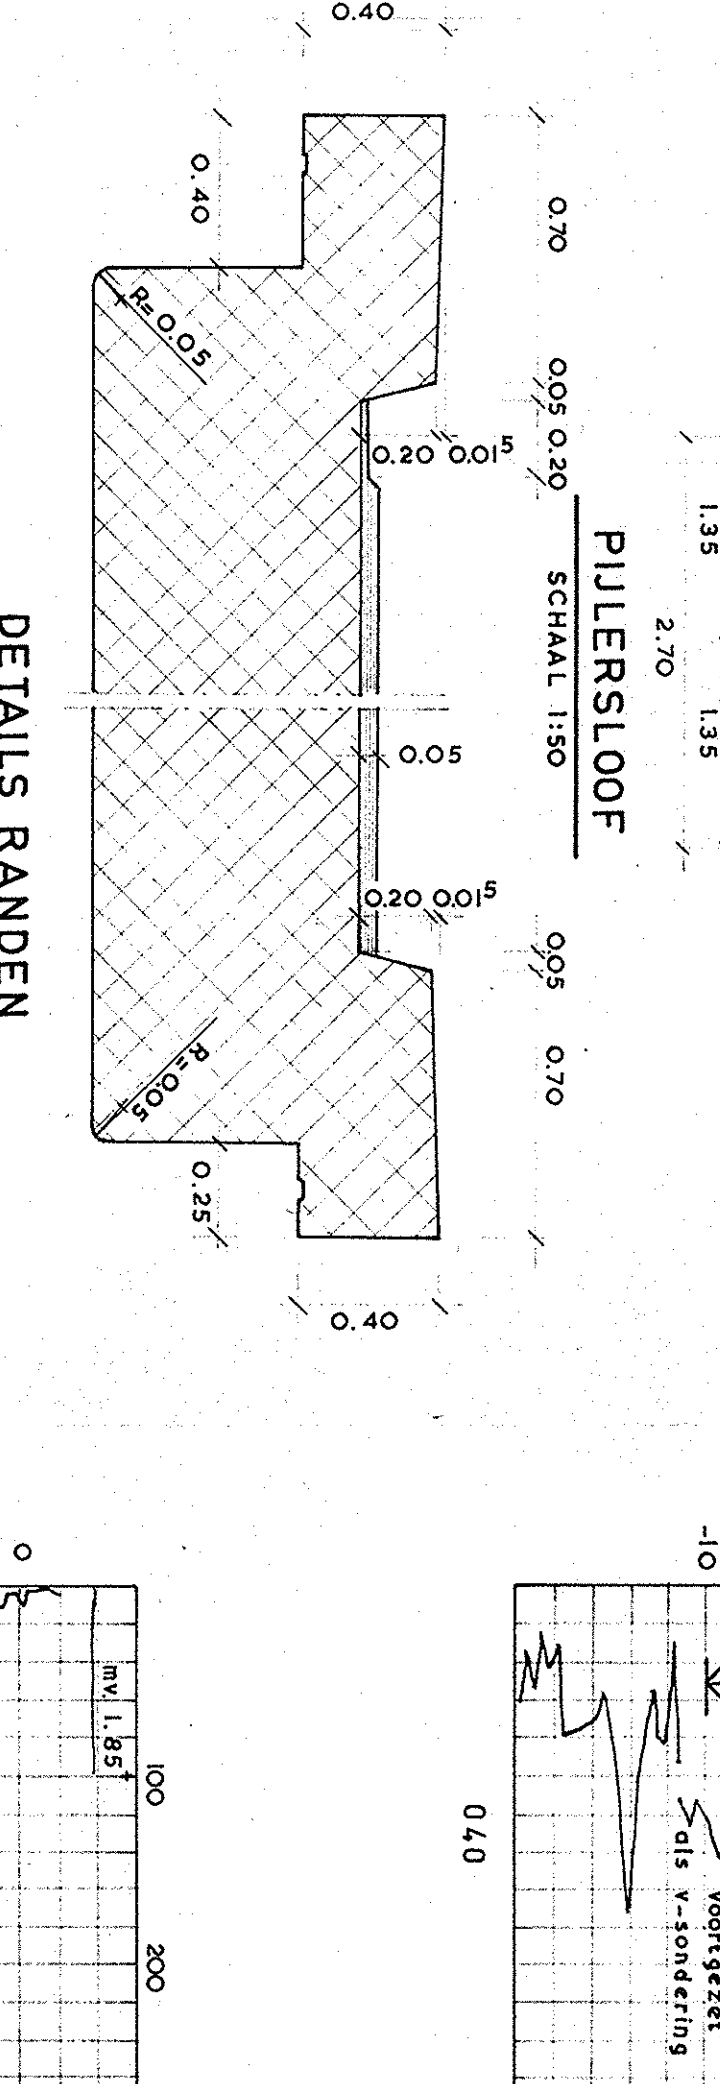 1.35 1.35
2.70
PIJLERSLOOF
SCHAAL 1:50
0.70 0.05 0.20 0.05 0.70
0.40
0.20 0.01⁵
0.05
0.20 0.01⁵
0.40
0.40
R=0.05
R=0.05
0.25
DETAILS RANDEN
-10
voortgezet
als v-sondering
040
0
mv. 1.85+
100
200